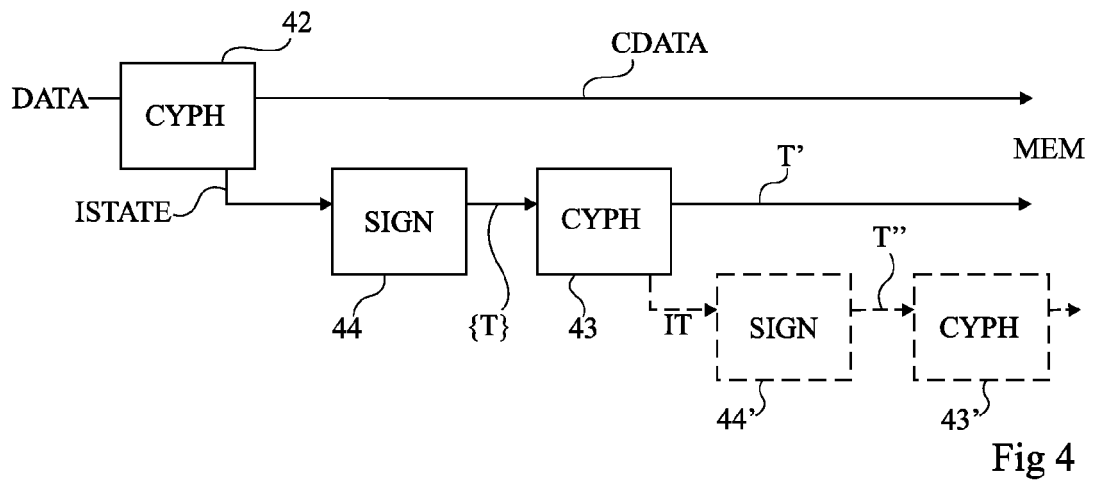 42
CDATA
DATA
CYPH
MEM
T’
ISTATE
SIGN
CYPH
T”
44
{T}
43
IT
SIGN
CYPH
44’
43’
Fig 4